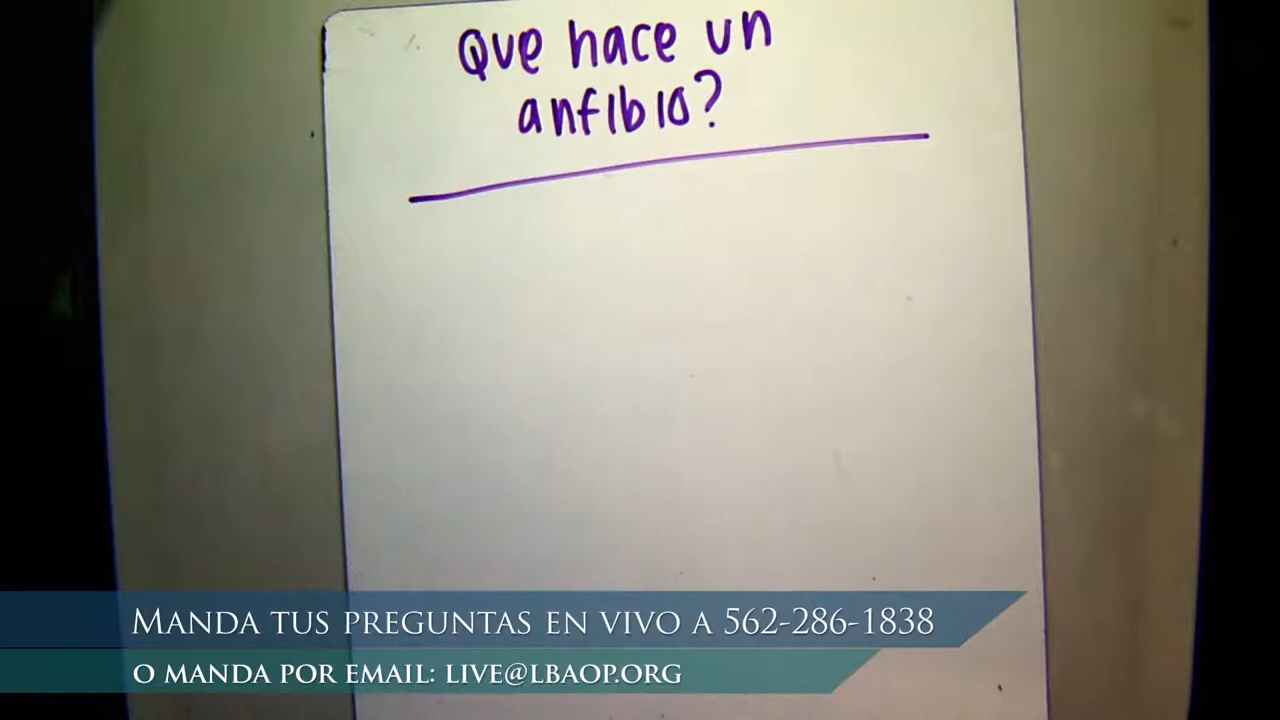 Que hace un
anfibio?
MANDA TUS PREGUNTAS EN VIVO A 562-286-1838
O MANDA POR EMAIL: LIVE@LBAOP.ORG